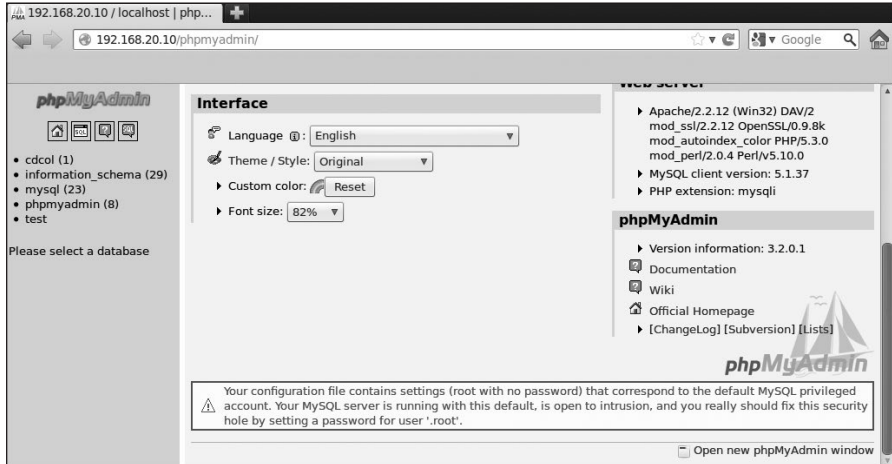 192.168.20.10 / localhost | php...
192.168.20.10/phpmyadmin/
Google
phpMyAdmin
SQL
cdcol (1)
information_schema (29)
mysql (23)
phpmyadmin (8)
test
Please select a database
Interface
Language : English
Theme / Style: Original
Custom color: Reset
Font size: 82%
Web server
Apache/2.2.12 (Win32) DAV/2
mod_ssl/2.2.12 OpenSSL/0.9.8k
mod_autoindex_color PHP/5.3.0
mod_perl/2.0.4 Perl/v5.10.0
MySQL client version: 5.1.37
PHP extension: mysqli
phpMyAdmin
Version information: 3.2.0.1
Documentation
Wiki
Official Homepage
[ChangeLog] [Subversion] [Lists]
phpMyAdmin
Your configuration file contains settings (root with no password) that correspond to the default MySQL privileged
account. Your MySQL server is running with this default, is open to intrusion, and you really should fix this security
hole by setting a password for user '.root'.
Open new phpMyAdmin window